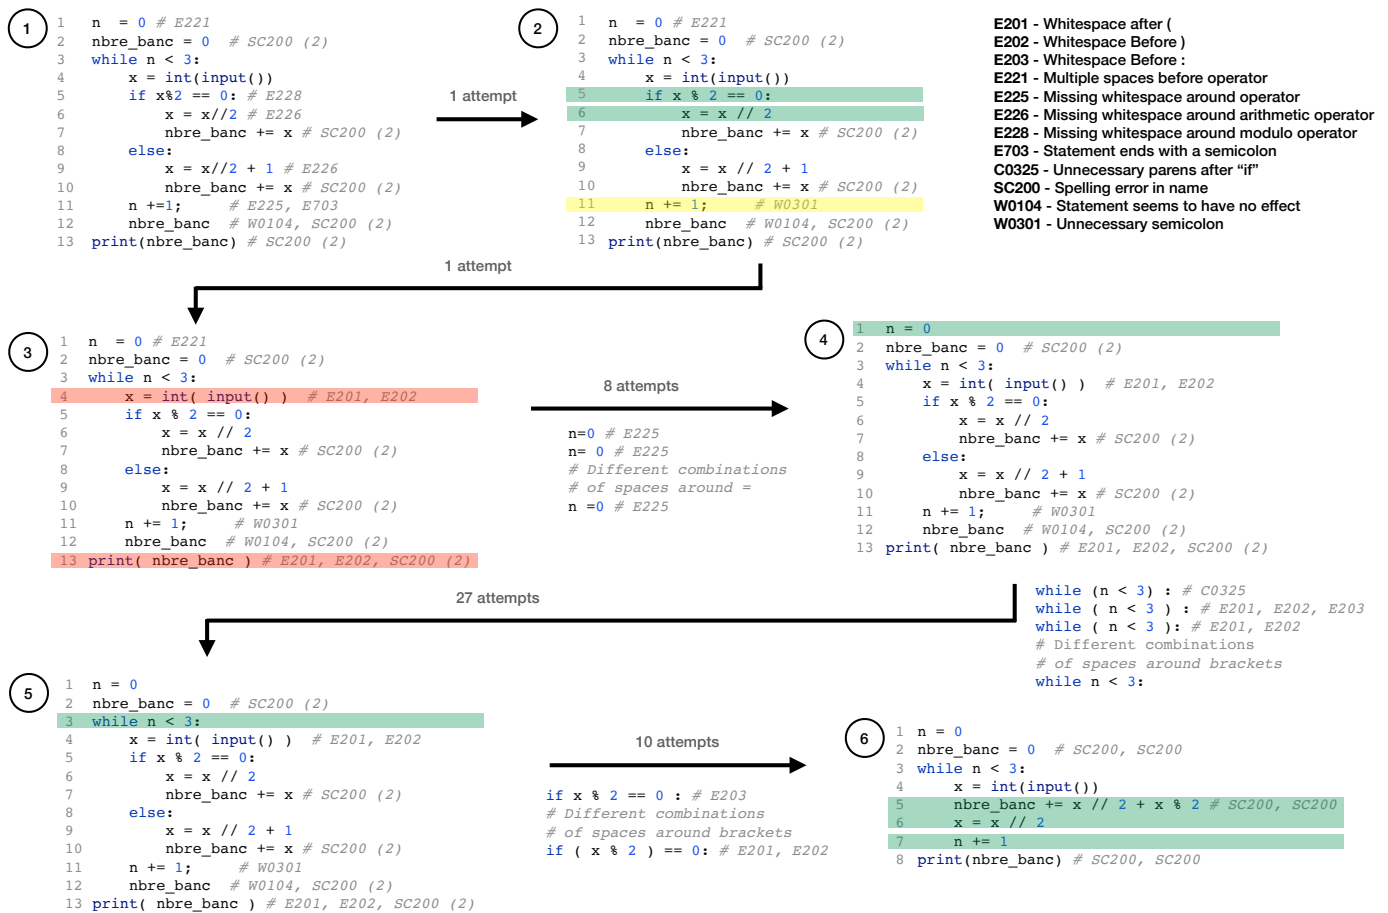 1
1 n  = 0 # E221
2 nbre_banc = 0  # SC200 (2)
3 while n < 3:
4     x = int(input())
5     if x%2 == 0: # E228
6         x = x//2 # E226
7         nbre_banc += x # SC200 (2)
8     else:
9         x = x//2 + 1 # E226
10         nbre_banc += x # SC200 (2)
11     n +=1;     # E225, E703
12     nbre_banc  # W0104, SC200 (2)
13 print(nbre_banc) # SC200 (2)
1 attempt
2
1 n  = 0 # E221
2 nbre_banc = 0  # SC200 (2)
3 while n < 3:
4     x = int(input())
5     if x % 2 == 0:
6         x = x // 2
7         nbre_banc += x # SC200 (2)
8     else:
9         x = x // 2 + 1
10         nbre_banc += x # SC200 (2)
11     n += 1;     # W0301
12     nbre_banc  # W0104, SC200 (2)
13 print(nbre_banc) # SC200 (2)
E201 - Whitespace after (
E202 - Whitespace Before )
E203 - Whitespace Before :
E221 - Multiple spaces before operator
E225 - Missing whitespace around operator
E226 - Missing whitespace around arithmetic operator
E228 - Missing whitespace around modulo operator
E703 - Statement ends with a semicolon
C0325 - Unnecessary parens after “if”
SC200 - Spelling error in name
W0104 - Statement seems to have no effect
W0301 - Unnecessary semicolon
1 attempt
3
1 n  = 0 # E221
2 nbre_banc = 0  # SC200 (2)
3 while n < 3:
4     x = int( input() )  # E201, E202
5     if x % 2 == 0:
6         x = x // 2
7         nbre_banc += x # SC200 (2)
8     else:
9         x = x // 2 + 1
10         nbre_banc += x # SC200 (2)
11     n += 1;     # W0301
12     nbre_banc  # W0104, SC200 (2)
13 print( nbre_banc ) # E201, E202, SC200 (2)
8 attempts
n=0 # E225
n= 0 # E225
# Different combinations
# of spaces around =
n =0 # E225
4
1 n = 0
2 nbre_banc = 0  # SC200 (2)
3 while n < 3:
4     x = int( input() )  # E201, E202
5     if x % 2 == 0:
6         x = x // 2
7         nbre_banc += x # SC200 (2)
8     else:
9         x = x // 2 + 1
10         nbre_banc += x # SC200 (2)
11     n += 1;     # W0301
12     nbre_banc  # W0104, SC200 (2)
13 print( nbre_banc ) # E201, E202, SC200 (2)
27 attempts
while (n < 3) : # C0325
while ( n < 3 ) : # E201, E202, E203
while ( n < 3 ): # E201, E202
# Different combinations
# of spaces around brackets
while n < 3:
5
1 n = 0
2 nbre_banc = 0  # SC200 (2)
3 while n < 3:
4     x = int( input() )  # E201, E202
5     if x % 2 == 0:
6         x = x // 2
7         nbre_banc += x # SC200 (2)
8     else:
9         x = x // 2 + 1
10         nbre_banc += x # SC200 (2)
11     n += 1;     # W0301
12     nbre_banc  # W0104, SC200 (2)
13 print( nbre_banc ) # E201, E202, SC200 (2)
10 attempts
if x % 2 == 0 : # E203
# Different combinations
# of spaces around brackets
if ( x % 2 ) == 0: # E201, E202
6
1 n = 0
2 nbre_banc = 0  # SC200, SC200
3 while n < 3:
4     x = int(input())
5     nbre_banc += x // 2 + x % 2 # SC200, SC200
6     x = x // 2
7     n += 1
8 print(nbre_banc) # SC200, SC200